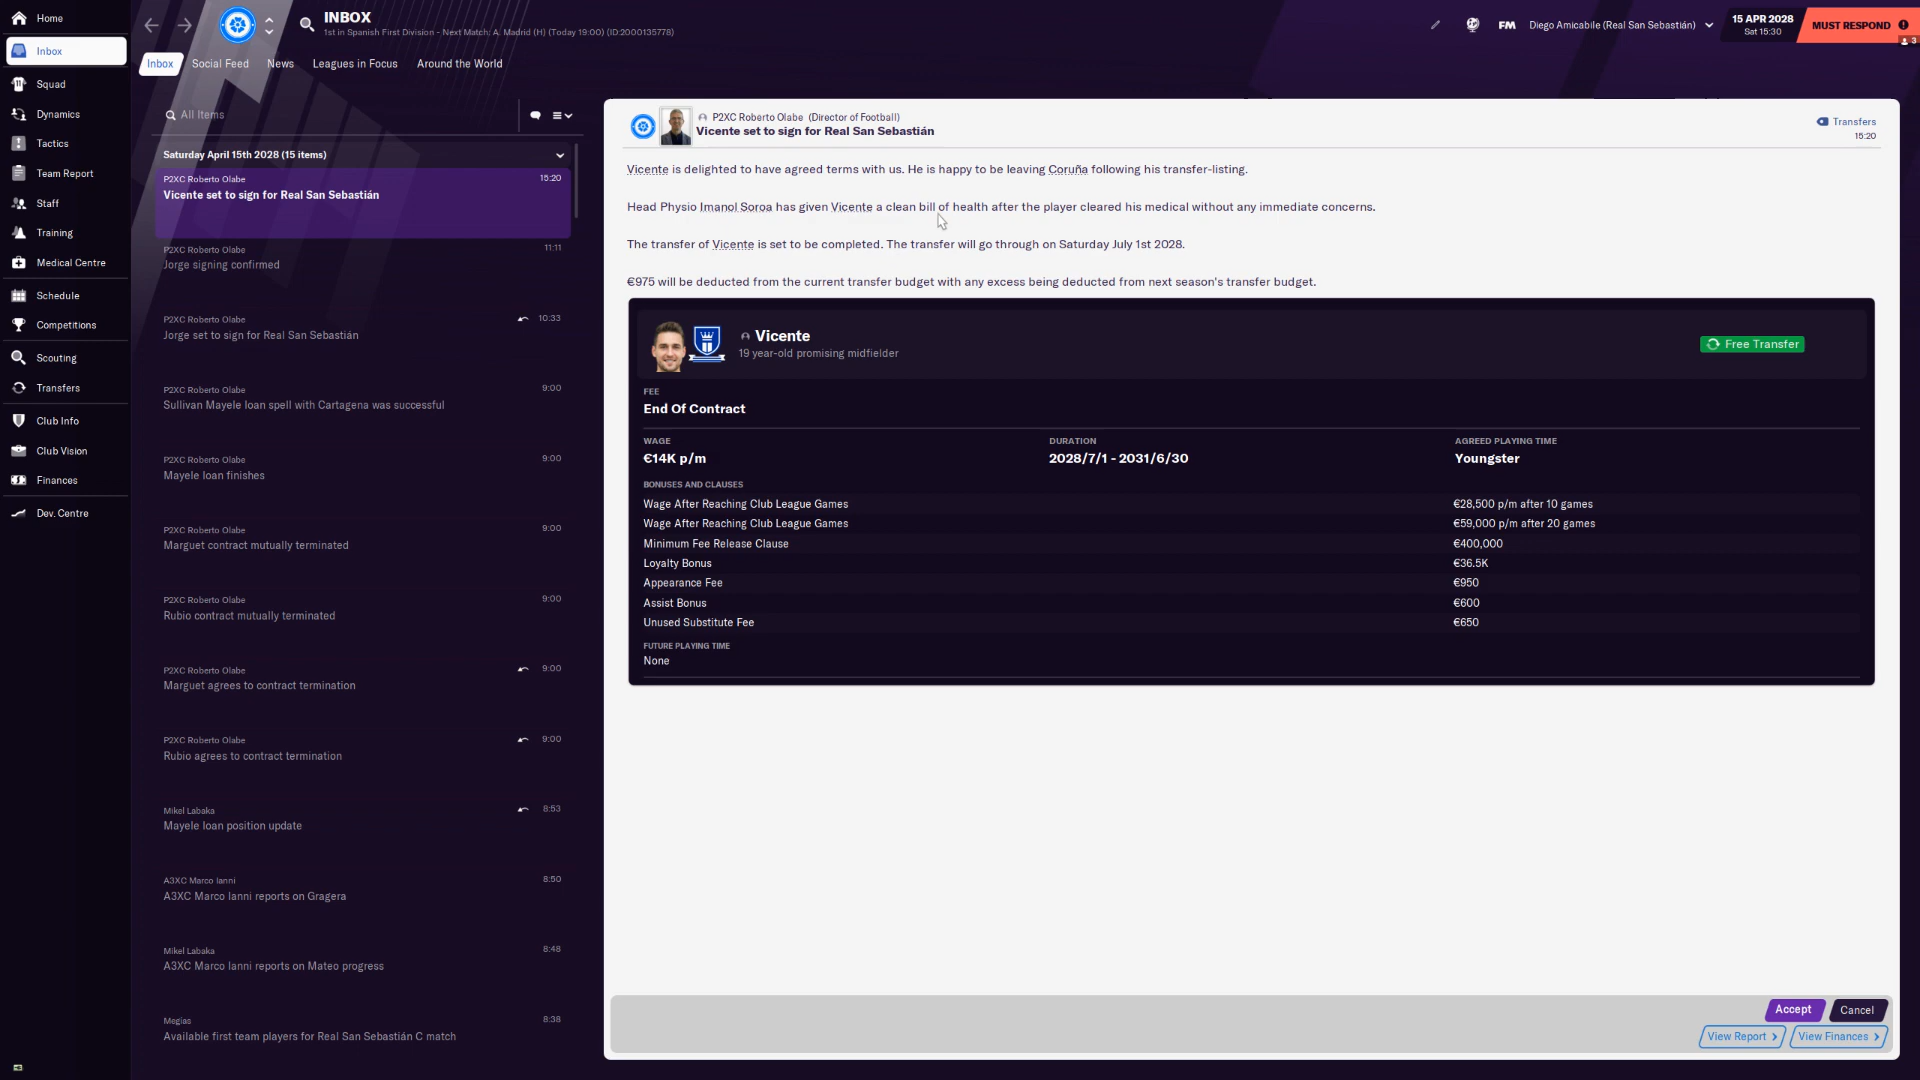 Home
INBOX
1st in Spanish First Division - Next Match: A. Madrid (H) (Today 19:00) (ID:2000135778)
FM
Diego Amicabile (Real San Sebastián)
15 APR 2028
Sat 15:30
MUST RESPOND
3
Inbox
Squad
Dynamics
Tactics
Team Report
Staff
Training
Medical Centre
Schedule
Competitions
Scouting
Transfers
Club Info
Club Vision
Finances
Dev. Centre
Inbox
Social Feed
News
Leagues in Focus
Around the World
All Items
Saturday April 15th 2028 (15 items)
P2XC Roberto Olabe 15:20
Vicente set to sign for Real San Sebastián
P2XC Roberto Olabe 11:11
Jorge signing confirmed
P2XC Roberto Olabe 10:33
Jorge set to sign for Real San Sebastián
P2XC Roberto Olabe 9:00
Sullivan Mayele loan spell with Cartagena was successful
P2XC Roberto Olabe 9:00
Mayele loan finishes
P2XC Roberto Olabe 9:00
Marguet contract mutually terminated
P2XC Roberto Olabe 9:00
Rubio contract mutually terminated
P2XC Roberto Olabe 9:00
Marguet agrees to contract termination
P2XC Roberto Olabe 9:00
Rubio agrees to contract termination
Mikel Labaka 8:53
Mayele loan position update
A3XC Marco Ianni 8:50
A3XC Marco Ianni reports on Gragera
Mikel Labaka 8:48
A3XC Marco Ianni reports on Mateo progress
Megias 8:38
Available first team players for Real San Sebastián C match
P2XC Roberto Olabe (Director of Football)
Vicente set to sign for Real San Sebastián
Transfers
15:20
Vicente is delighted to have agreed terms with us. He is happy to be leaving Coruña following his transfer-listing.
Head Physio Imanol Soroa has given Vicente a clean bill of health after the player cleared his medical without any immediate concerns.
The transfer of Vicente is set to be completed. The transfer will go through on Saturday July 1st 2028.
€975 will be deducted from the current transfer budget with any excess being deducted from next season's transfer budget.
Vicente
19 year-old promising midfielder
Free Transfer
FEE
End Of Contract
WAGE DURATION AGREED PLAYING TIME
€14K p/m 2028/7/1 - 2031/6/30 Youngster
BONUSES AND CLAUSES
Wage After Reaching Club League Games €28,500 p/m after 10 games
Wage After Reaching Club League Games €59,000 p/m after 20 games
Minimum Fee Release Clause €400,000
Loyalty Bonus €36.5K
Appearance Fee €950
Assist Bonus €600
Unused Substitute Fee €650
FUTURE PLAYING TIME
None
Accept
Cancel
View Report
View Finances